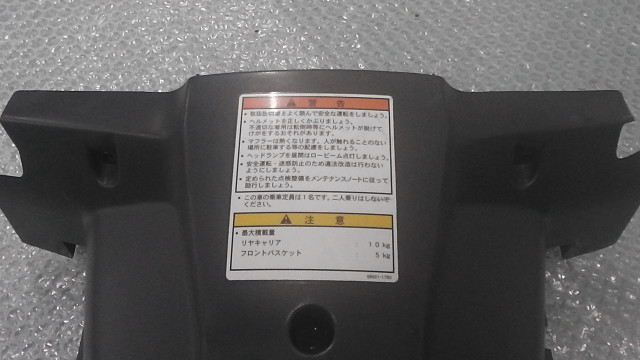 警告
・取扱説明書をよく読んで安全な運転をしましょう。
・ヘルメットを正しくかぶりましょう。
不適切な着用は転倒時等にヘルメットが脱げて、
けがをするおそれがあります。
・マフラーは熱くなります。人が触れることのない
場所に駐車する等の配慮をしましょう。
・ヘッドランプを昼間はロービーム点灯しましょう。
・安全運転・迷惑防止のため違法改造は行わない
ようにしましょう。
・定められた点検整備をメンテナンスノートに従って
励行しましょう。
・この車の乗車定員は1名です。二人乗りはしないで
ください。
注意
・最大積載量
リヤキャリア : 10kg
フロントバスケット : 5kg